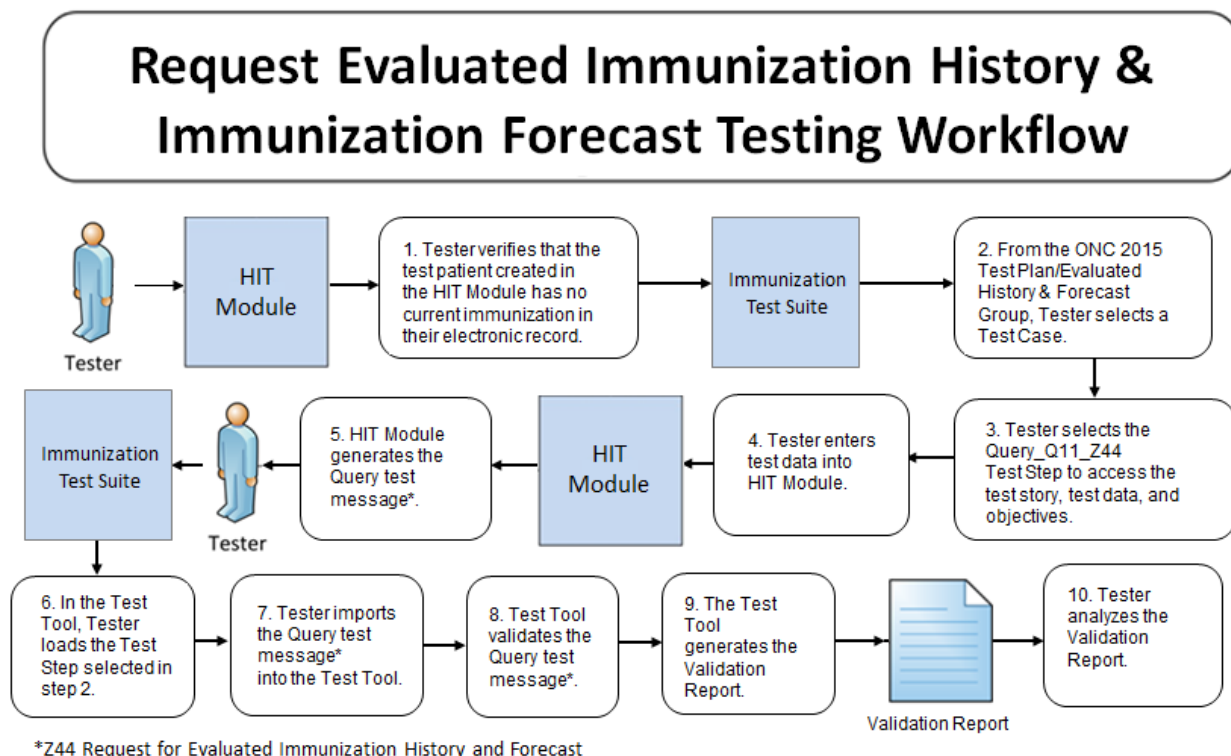 Request Evaluated Immunization History &
Immunization Forecast Testing Workflow
Tester
HIT
Module
1. Tester verifies that the
test patient created in
the HIT Module has no
current immunization in
their electronic record.
Immunization
Test Suite
2. From the ONC 2015
Test Plan/Evaluated
History & Forecast
Group, Tester selects a
Test Case.
3. Tester selects the
Query_Q11_Z44
Test Step to access the
test story, test data, and
objectives.
4. Tester enters
test data into
HIT Module.
HIT
Module
5. HIT Module
generates the
Query test
message*.
Tester
Immunization
Test Suite
6. In the Test
Tool, Tester
loads the Test
Step selected in
step 2.
7. Tester imports
the Query test
message*
into the Test Tool.
8. Test Tool
validates the
Query test
message*.
9. The Test
Tool
generates the
Validation
Report.
Validation Report
10. Tester
analyzes the
Validation
Report.
*Z44 Request for Evaluated Immunization History and Forecast